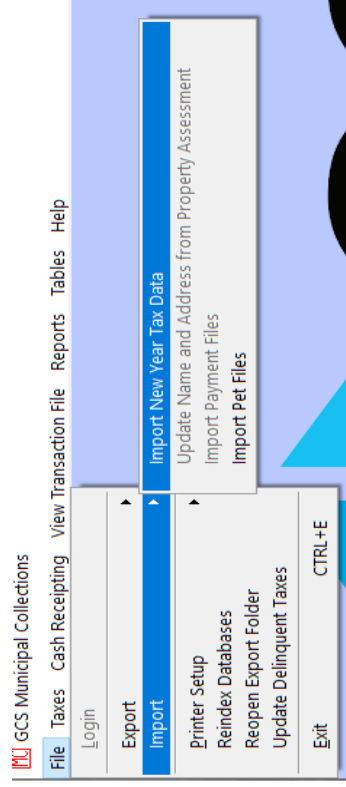 MC GCS Municipal Collections
File Taxes Cash Receipting View Transaction File Reports Tables Help
Login
Export
Import
Printer Setup
Reindex Databases
Reopen Export Folder
Update Delinquent Taxes
Exit CTRL+E
Import New Year Tax Data
Update Name and Address from Property Assessment
Import Payment Files
Import Pet Files